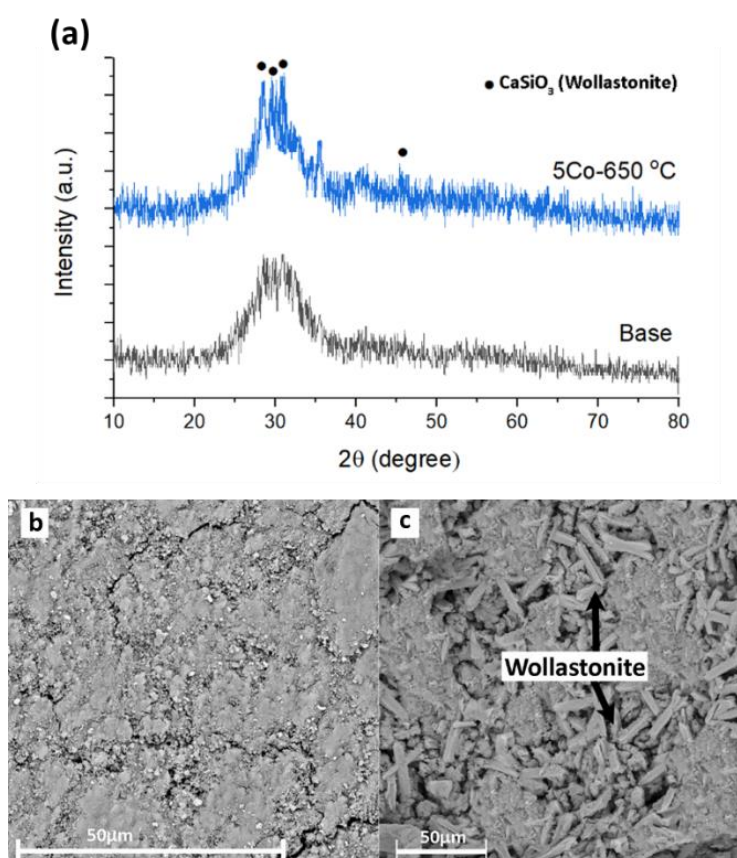 (a)
● CaSiO₃ (Wollastonite)
5Co-650 °C
Base
Intensity (a.u.)
10 20 30 40 50 60 70 80
2θ (degree)
b
c
Wollastonite
50μm
50μm